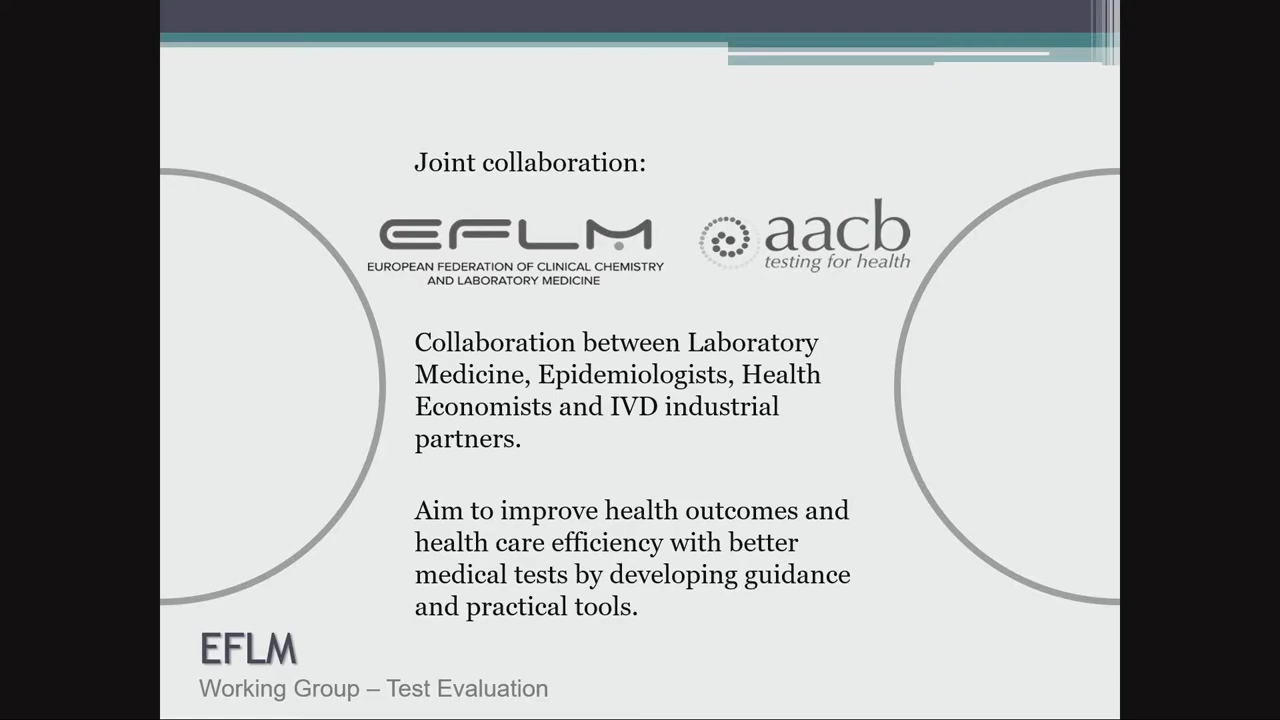 Joint collaboration:
EFLM
EUROPEAN FEDERATION OF CLINICAL CHEMISTRY
AND LABORATORY MEDICINE
aacb
testing for health
Collaboration between Laboratory
Medicine, Epidemiologists, Health
Economists and IVD industrial
partners.
Aim to improve health outcomes and
health care efficiency with better
medical tests by developing guidance
and practical tools.
EFLM
Working Group – Test Evaluation